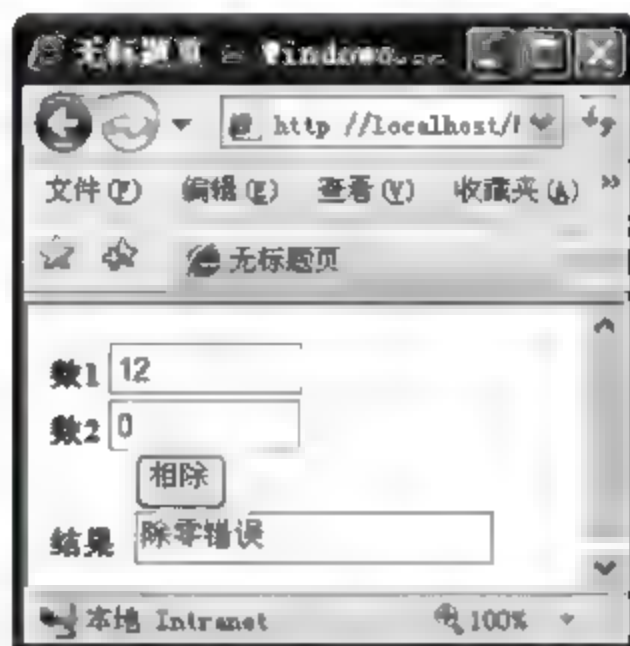 无标题页 - Windows...
http //localhost/
文件(F) 编辑(E) 查看(V) 收藏夹(A) »
无标题页
数1 12
数2 0
相除
结果 除零错误
本地 Intranet 100%